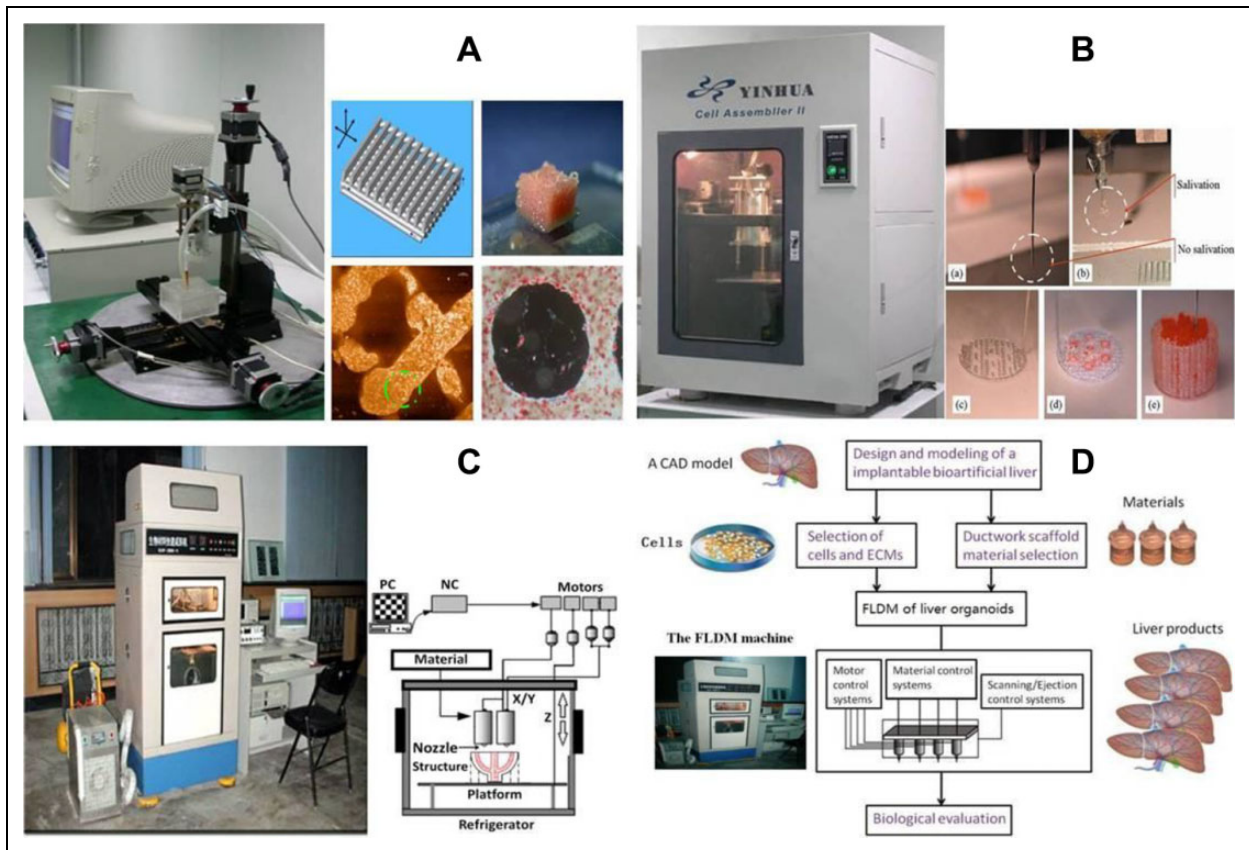 A
B
YINHUA
Cell Assembller II
Salivation
No salivation
(a)
(b)
(c)
(d)
(e)
C
PC
NC
Motors
Material
X/Y
Z
Nozzle
Structure
Platform
Refrigerator
D
A CAD model
Design and modeling of a
implantable bioartificial liver
Materials
Cells
Selection of
cells and ECMs
Ductwork scaffold
material selection
FLDM of liver organoids
The FLDM machine
Liver products
Motor
control
systems
Material control
systems
Scanning/Ejection
control systems
Biological evaluation